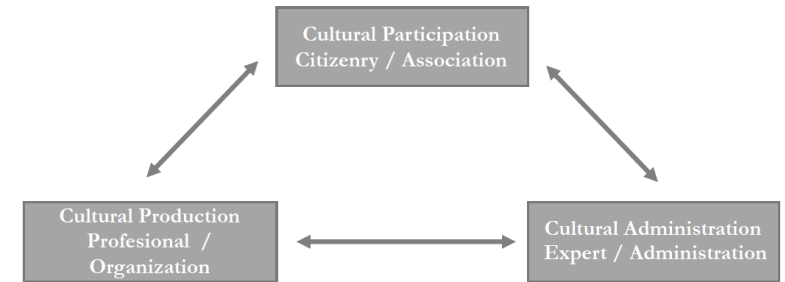 Cultural Participation
Citizenry / Association
Cultural Production
Profesional /
Organization
Cultural Administration
Expert / Administration